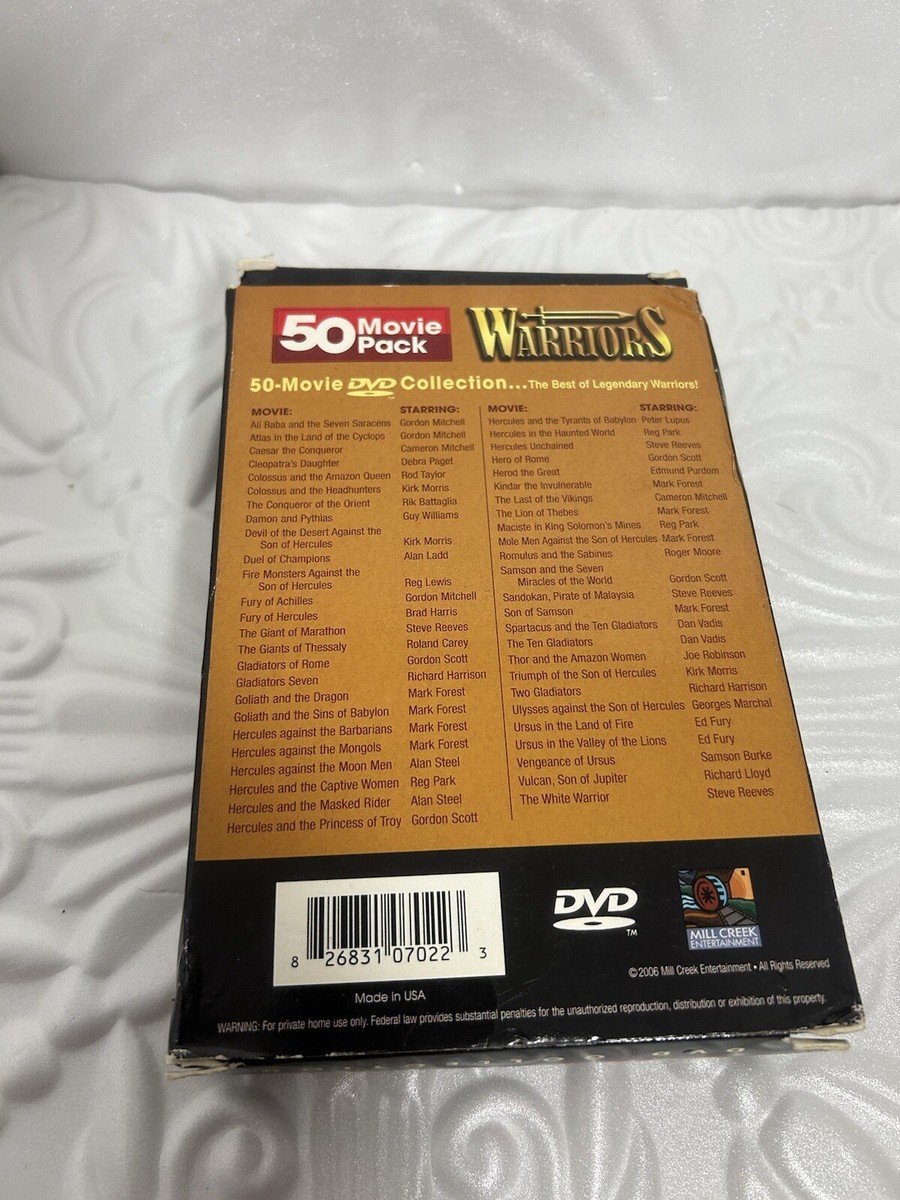 50 Movie Pack WARRIORS
50-Movie DVD Collection...The Best of Legendary Warriors!
MOVIE: STARRING:
Ali Baba and the Seven Saracens Gordon Mitchell
Atlas in the Land of the Cyclops Gordon Mitchell
Caesar the Conqueror Cameron Mitchell
Cleopatra's Daughter Debra Paget
Colossus and the Amazon Queen Rod Taylor
Colossus and the Headhunters Kirk Morris
The Conqueror of the Orient Rik Battaglia
Damon and Pythias Guy Williams
Devil of the Desert Against the
Son of Hercules Kirk Morris
Duel of Champions Alan Ladd
Fire Monsters Against the
Son of Hercules Reg Lewis
Fury of Achilles Gordon Mitchell
Fury of Hercules Brad Harris
The Giant of Marathon Steve Reeves
The Giants of Thessaly Roland Carey
Gladiators of Rome Gordon Scott
Gladiators Seven Richard Harrison
Goliath and the Dragon Mark Forest
Goliath and the Sins of Babylon Mark Forest
Hercules against the Barbarians Mark Forest
Hercules against the Mongols Mark Forest
Hercules against the Moon Men Alan Steel
Hercules and the Captive Women Reg Park
Hercules and the Masked Rider Alan Steel
Hercules and the Princess of Troy Gordon Scott
MOVIE: STARRING:
Hercules and the Tyrants of Babylon Peter Lupus
Hercules in the Haunted World Reg Park
Hercules Unchained Steve Reeves
Hero of Rome Gordon Scott
Herod the Great Edmund Purdom
Kindar the Invulnerable Mark Forest
The Last of the Vikings Cameron Mitchell
The Lion of Thebes Mark Forest
Maciste in King Solomon's Mines Reg Park
Mole Men Against the Son of Hercules Mark Forest
Romulus and the Sabines Roger Moore
Samson and the Seven
Miracles of the World Gordon Scott
Sandokan, Pirate of Malaysia Steve Reeves
Son of Samson Mark Forest
Spartacus and the Ten Gladiators Dan Vadis
The Ten Gladiators Dan Vadis
Thor and the Amazon Women Joe Robinson
Triumph of the Son of Hercules Kirk Morris
Two Gladiators Richard Harrison
Ulysses against the Son of Hercules Georges Marchal
Ursus in the Land of Fire Ed Fury
Ursus in the Valley of the Lions Ed Fury
Vengeance of Ursus Samson Burke
Vulcan, Son of Jupiter Richard Lloyd
The White Warrior Steve Reeves
8 26831 07022 3
Made in USA
DVD
TM
MILL CREEK
ENTERTAINMENT
©2006 Mill Creek Entertainment • All Rights Reserved
WARNING: For private home use only. Federal law provides substantial penalties for the unauthorized reproduction, distribution or exhibition of this property.